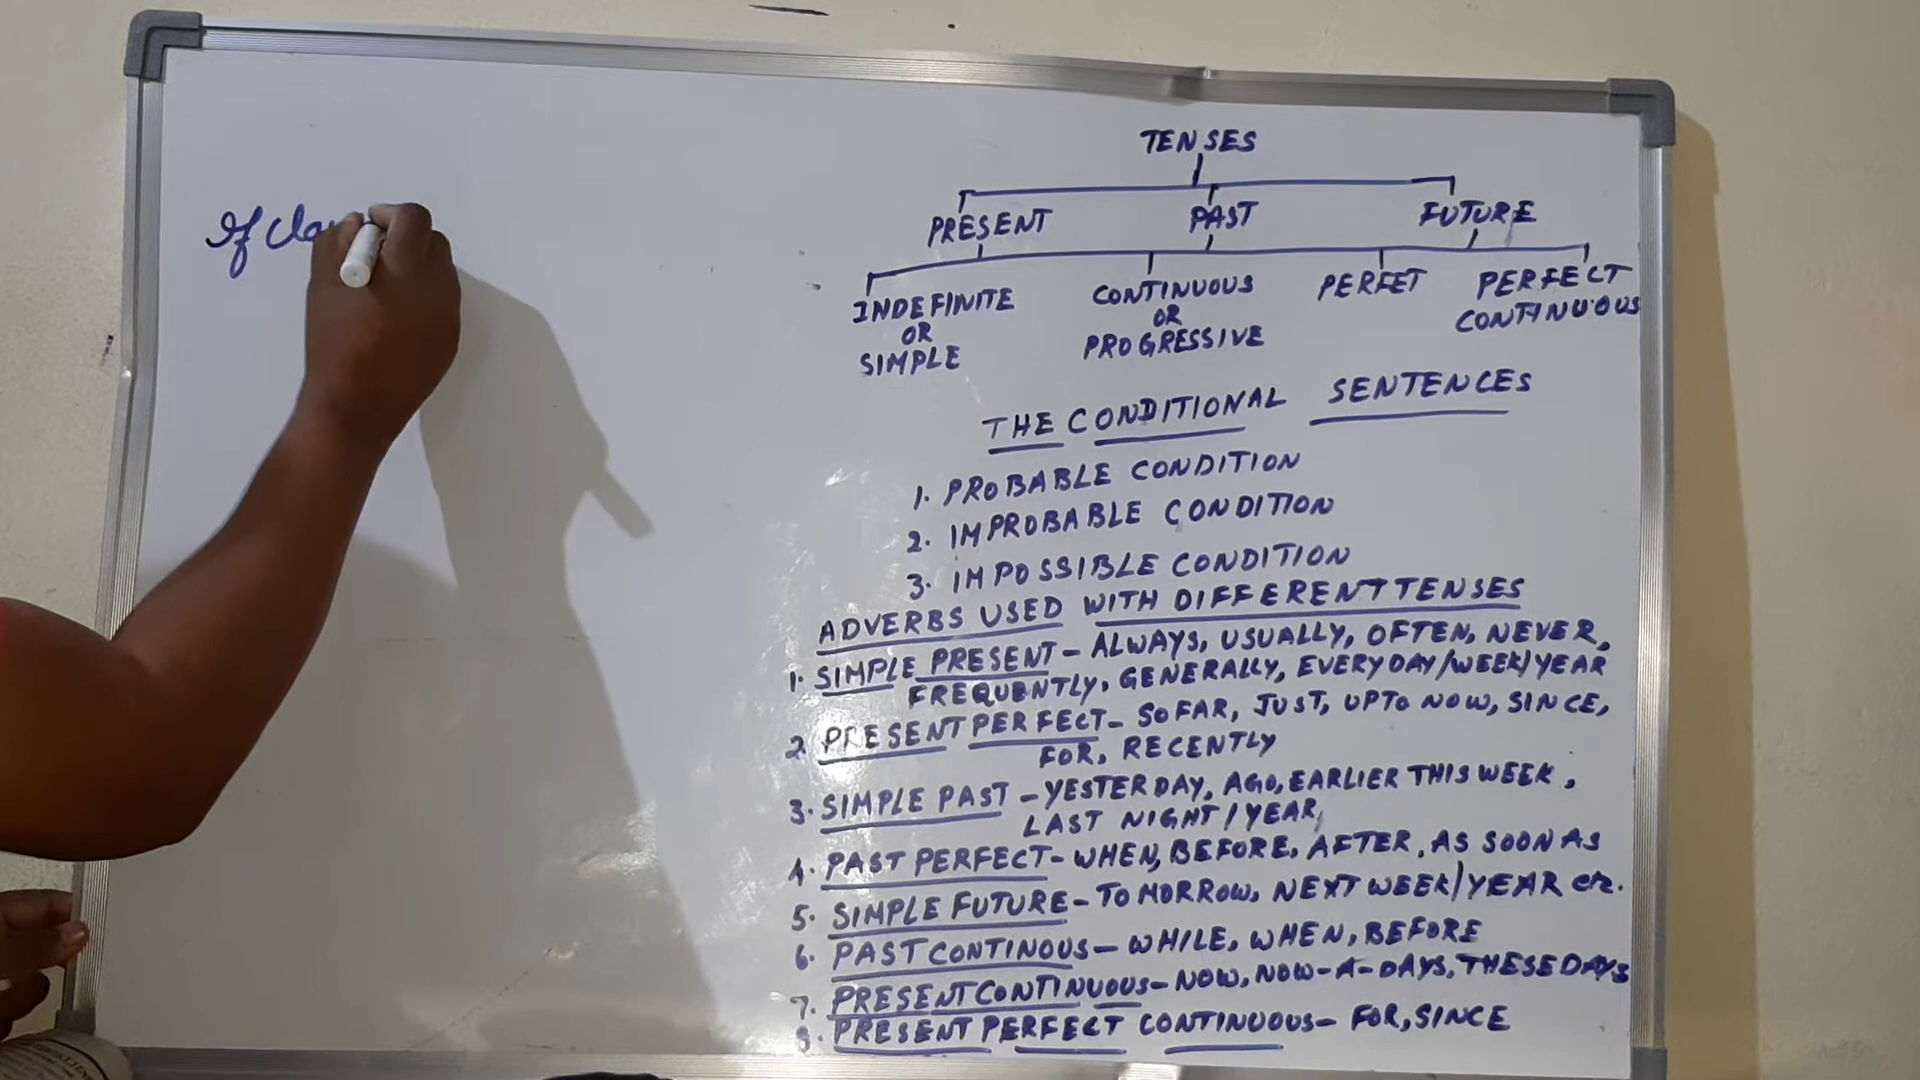 If
TENSES
PRESENT PAST FUTURE
INDEFINITE OR SIMPLE
CONTINUOUS OR PROGRESSIVE
PERFET
PERFECT CONTINUOUS
THE CONDITIONAL SENTENCES
1. PROBABLE CONDITION
2. IMPROBABLE CONDITION
3. IMPOSSIBLE CONDITION
ADVERBS USED WITH DIFFERENT TENSES
1. SIMPLE PRESENT - ALWAYS, USUALLY, OFTEN, NEVER,
FREQUENTLY, GENERALLY, EVERYDAY/WEEK/YEAR
2. PRESENT PERFECT - SO FAR, JUST, UPTO NOW, SINCE,
FOR, RECENTLY
3. SIMPLE PAST - YESTERDAY, AGO, EARLIER THIS WEEK,
LAST NIGHT/YEAR,
4. PAST PERFECT - WHEN, BEFORE, AFTER, AS SOON AS
5. SIMPLE FUTURE - TOMORROW, NEXT WEEK/YEAR etc.
6. PAST CONTINOUS - WHILE, WHEN, BEFORE
7. PRESENT CONTINUOUS - NOW, NOW-A-DAYS, THESE DAYS
8. PRESENT PERFECT CONTINUOUS - FOR, SINCE